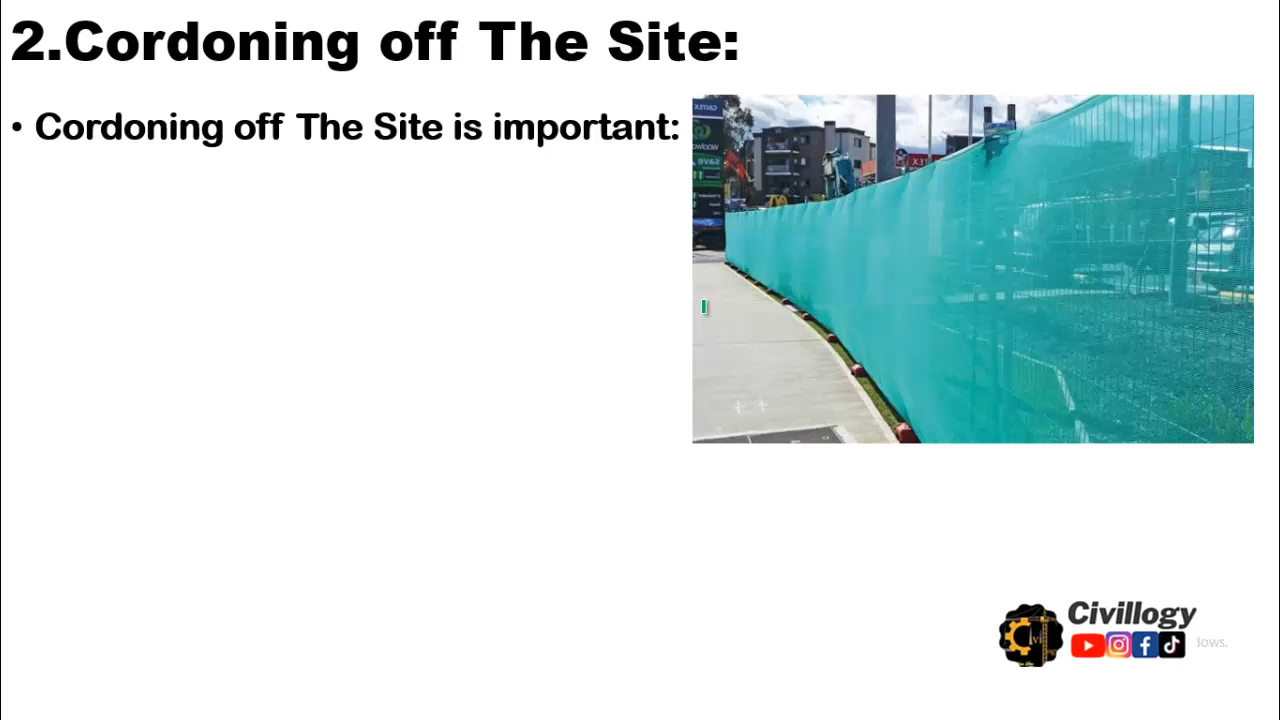 2.Cordoning off The Site:
• Cordoning off The Site is important:
Civillogy